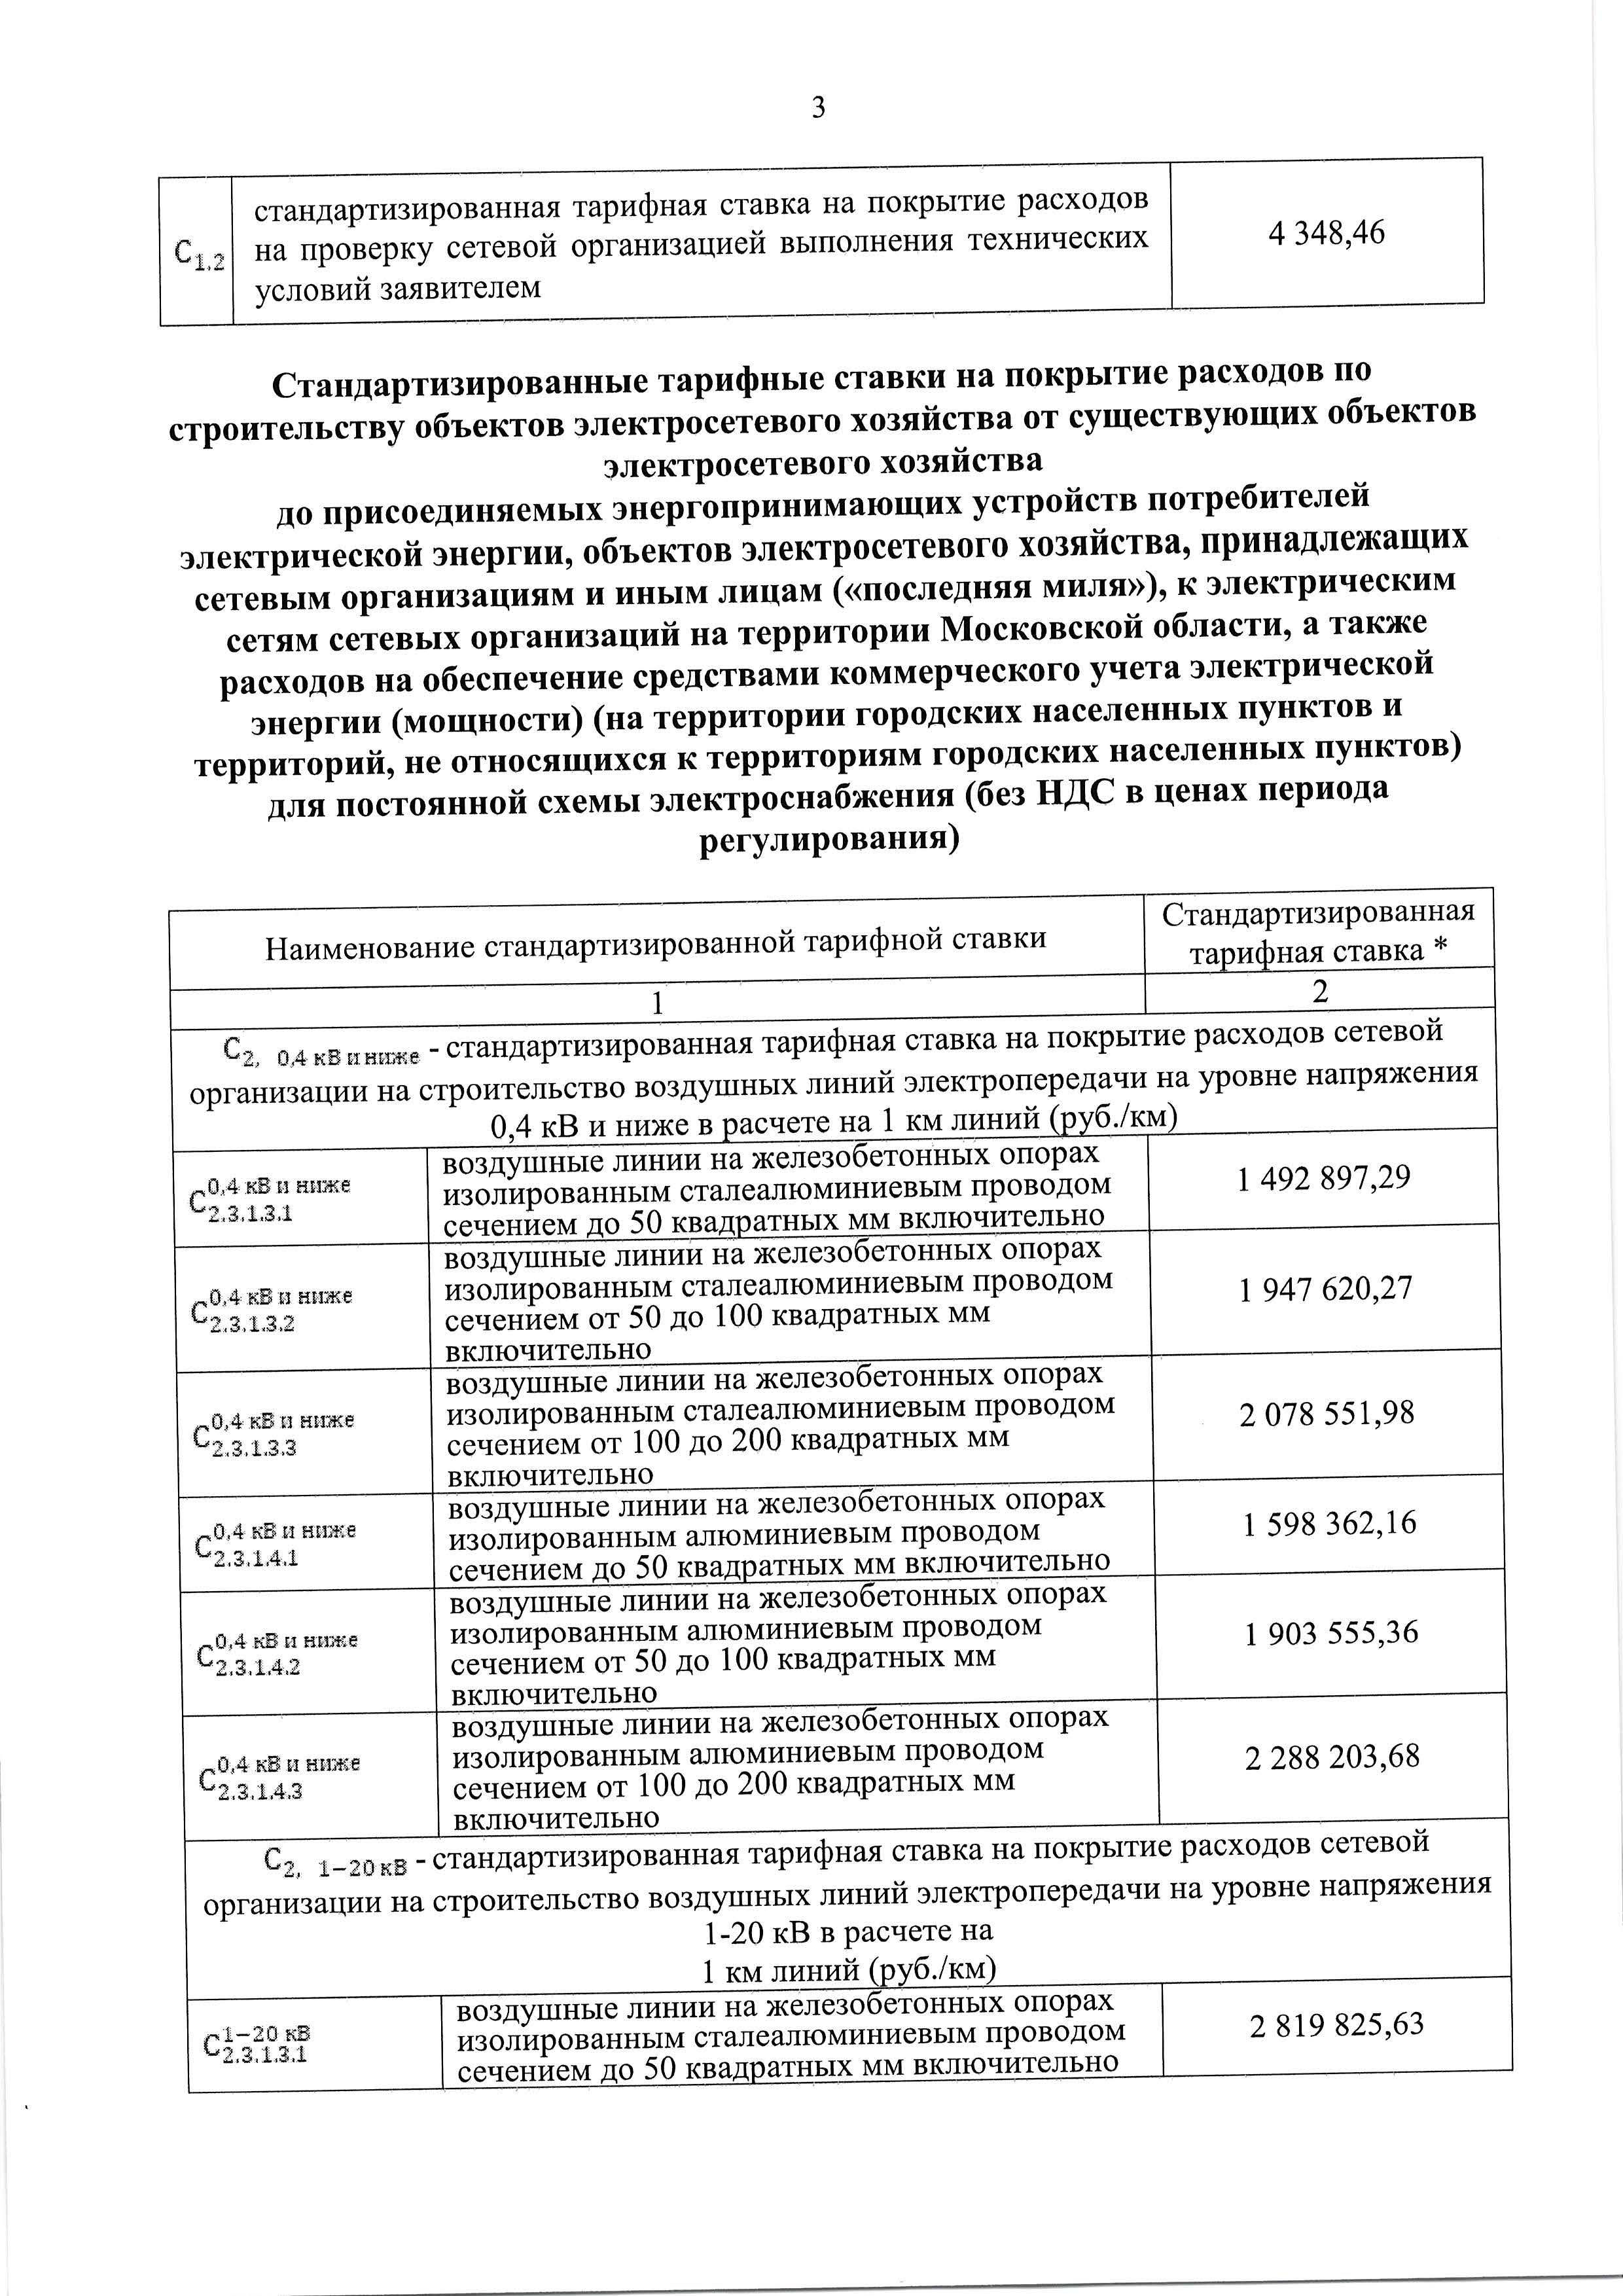 3
С1.2
стандартизированная тарифная ставка на покрытие расходов
на проверку сетевой организацией выполнения технических
условий заявителем
4 348,46
Стандартизированные тарифные ставки на покрытие расходов по
строительству объектов электросетевого хозяйства от существующих объектов
электросетевого хозяйства
до присоединяемых энергопринимающих устройств потребителей
электрической энергии, объектов электросетевого хозяйства, принадлежащих
сетевым организациям и иным лицам («последняя миля»), к электрическим
сетям сетевых организаций на территории Московской области, а также
расходов на обеспечение средствами коммерческого учета электрической
энергии (мощности) (на территории городских населенных пунктов и
территорий, не относящихся к территориям городских населенных пунктов)
для постоянной схемы электроснабжения (без НДС в ценах периода
регулирования)
Наименование стандартизированной тарифной ставки
Стандартизированная
тарифная ставка *
1
2
С2, 0,4 кВ и ниже - стандартизированная тарифная ставка на покрытие расходов сетевой
организации на строительство воздушных линий электропередачи на уровне напряжения
0,4 кВ и ниже в расчете на 1 км линий (руб./км)
С 0,4 кВ и ниже 2.3.1.3.1
воздушные линии на железобетонных опорах
изолированным сталеалюминиевым проводом
сечением до 50 квадратных мм включительно
1 492 897,29
С 0,4 кВ и ниже 2.3.1.3.2
воздушные линии на железобетонных опорах
изолированным сталеалюминиевым проводом
сечением от 50 до 100 квадратных мм
включительно
1 947 620,27
С 0,4 кВ и ниже 2.3.1.3.3
воздушные линии на железобетонных опорах
изолированным сталеалюминиевым проводом
сечением от 100 до 200 квадратных мм
включительно
2 078 551,98
С 0,4 кВ и ниже 2.3.1.4.1
воздушные линии на железобетонных опорах
изолированным алюминиевым проводом
сечением до 50 квадратных мм включительно
1 598 362,16
С 0,4 кВ и ниже 2.3.1.4.2
воздушные линии на железобетонных опорах
изолированным алюминиевым проводом
сечением от 50 до 100 квадратных мм
включительно
1 903 555,36
С 0,4 кВ и ниже 2.3.1.4.3
воздушные линии на железобетонных опорах
изолированным алюминиевым проводом
сечением от 100 до 200 квадратных мм
включительно
2 288 203,68
С2, 1–20 кВ - стандартизированная тарифная ставка на покрытие расходов сетевой
организации на строительство воздушных линий электропередачи на уровне напряжения
1-20 кВ в расчете на
1 км линий (руб./км)
С 1–20 кВ 2.3.1.3.1
воздушные линии на железобетонных опорах
изолированным сталеалюминиевым проводом
сечением до 50 квадратных мм включительно
2 819 825,63